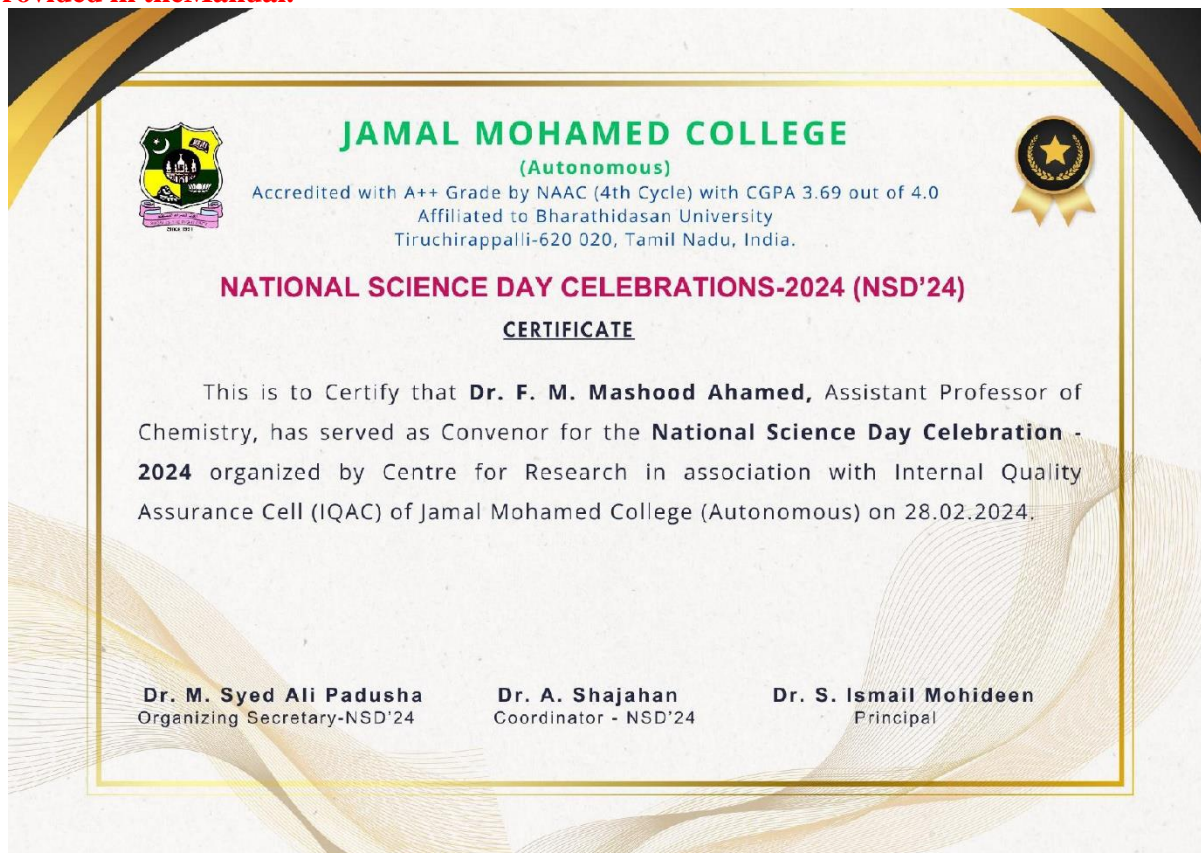 rovided in theManual.
JAMAL MOHAMED COLLEGE
(Autonomous)
Accredited with A++ Grade by NAAC (4th Cycle) with CGPA 3.69 out of 4.0
Affiliated to Bharathidasan University
Tiruchirappalli-620 020, Tamil Nadu, India.
NATIONAL SCIENCE DAY CELEBRATIONS-2024 (NSD’24)
CERTIFICATE
This is to Certify that Dr. F. M. Mashood Ahamed, Assistant Professor of
Chemistry, has served as Convenor for the National Science Day Celebration -
2024 organized by Centre for Research in association with Internal Quality
Assurance Cell (IQAC) of Jamal Mohamed College (Autonomous) on 28.02.2024.
Dr. M. Syed Ali Padusha Dr. A. Shajahan Dr. S. Ismail Mohideen
Organizing Secretary-NSD'24 Coordinator - NSD'24 Principal